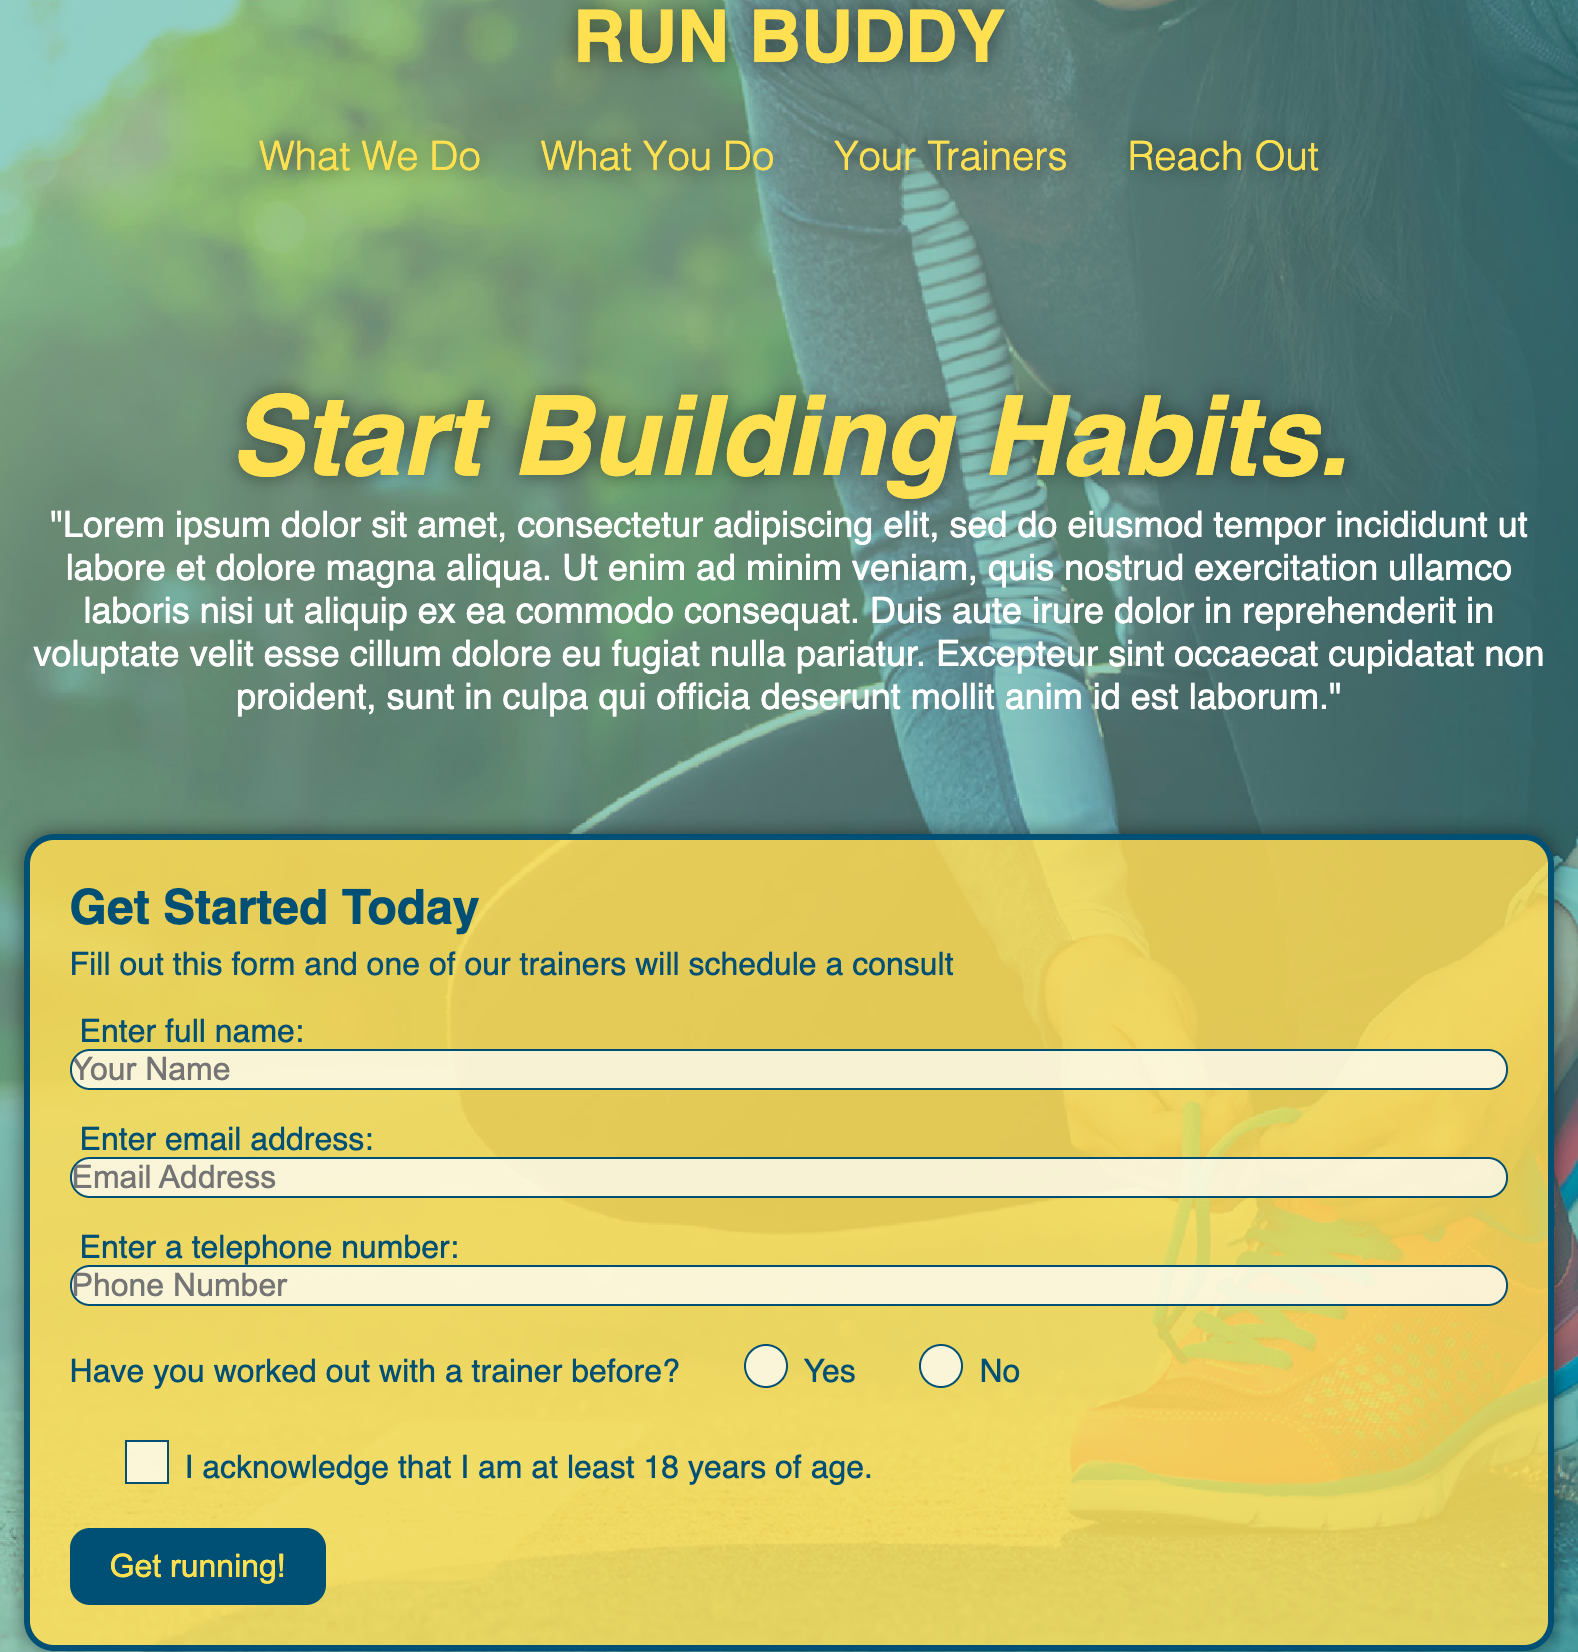 RUN BUDDY
What We Do What You Do Your Trainers Reach Out
Start Building Habits.
"Lorem ipsum dolor sit amet, consectetur adipiscing elit, sed do eiusmod tempor incididunt ut
labore et dolore magna aliqua. Ut enim ad minim veniam, quis nostrud exercitation ullamco
laboris nisi ut aliquip ex ea commodo consequat. Duis aute irure dolor in reprehenderit in
voluptate velit esse cillum dolore eu fugiat nulla pariatur. Excepteur sint occaecat cupidatat non
proident, sunt in culpa qui officia deserunt mollit anim id est laborum."
Get Started Today
Fill out this form and one of our trainers will schedule a consult
Enter full name:
Your Name
Enter email address:
Email Address
Enter a telephone number:
Phone Number
Have you worked out with a trainer before? Yes No
I acknowledge that I am at least 18 years of age.
Get running!